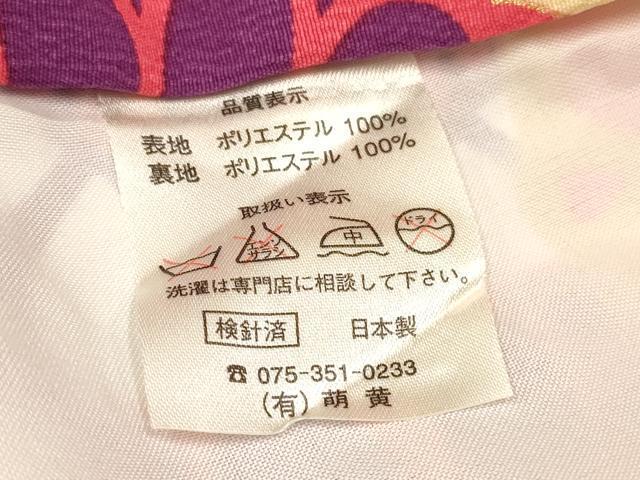 品質表示
表地 ポリエステル 100%
裏地 ポリエステル 100%
取扱い表示
エンソサラシ 中 ドライ
洗濯は専門店に相談して下さい。
検針済 日本製
☎ 075-351-0233
(有) 萌黄